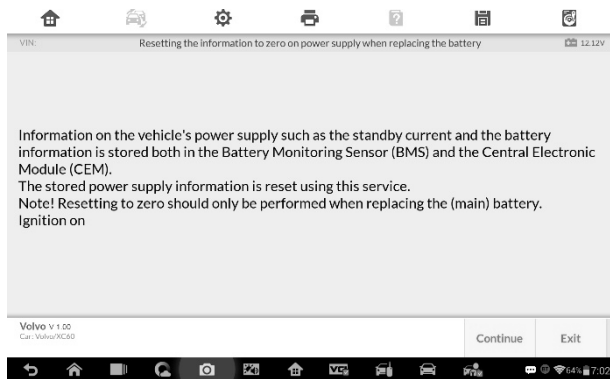 VIN:
Resetting the information to zero on power supply when replacing the battery
12.12V
Information on the vehicle's power supply such as the standby current and the battery
information is stored both in the Battery Monitoring Sensor (BMS) and the Central Electronic
Module (CEM).
The stored power supply information is reset using this service.
Note! Resetting to zero should only be performed when replacing the (main) battery.
Ignition on
Volvo V 1.00
Car: Volvo/XC60
Continue
Exit
64% 7:02